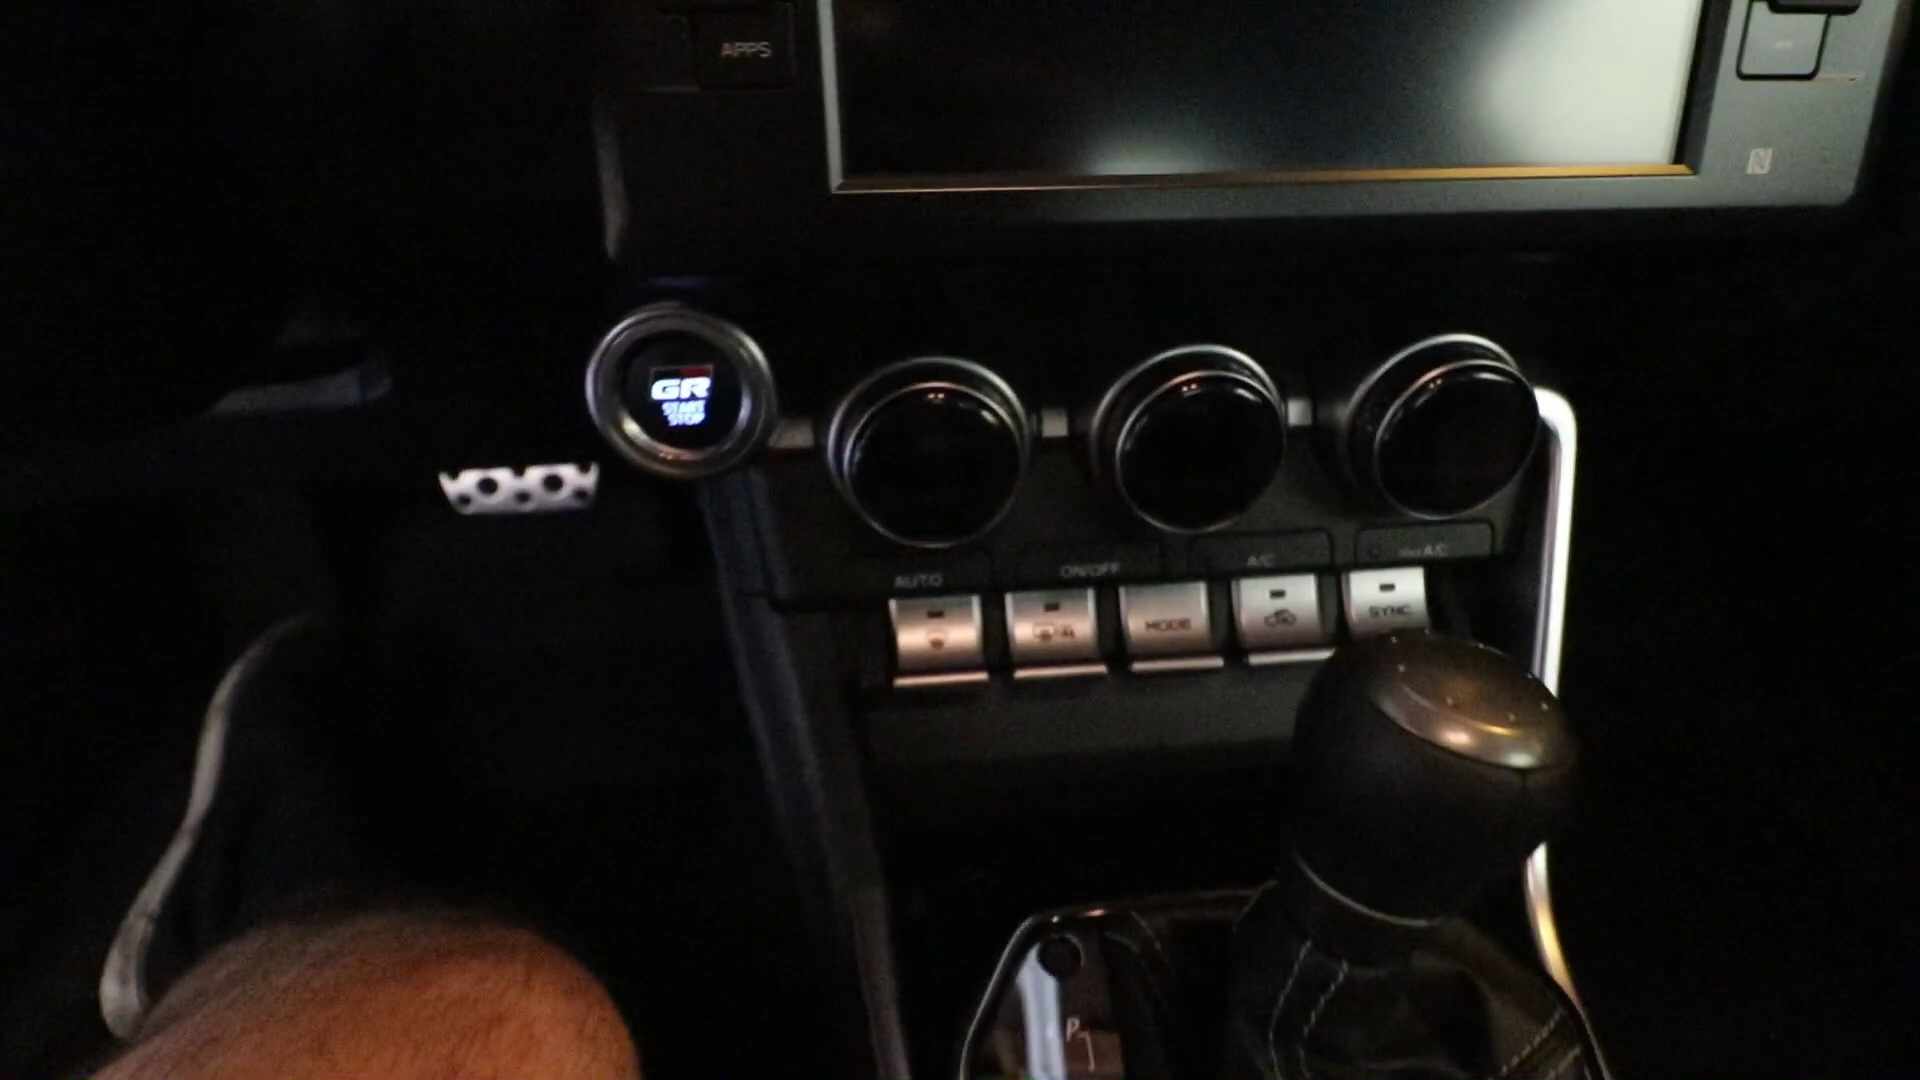 APPS
GR
START
STOP
AUTO
ON/OFF
A/C
MODE
SYNC
P